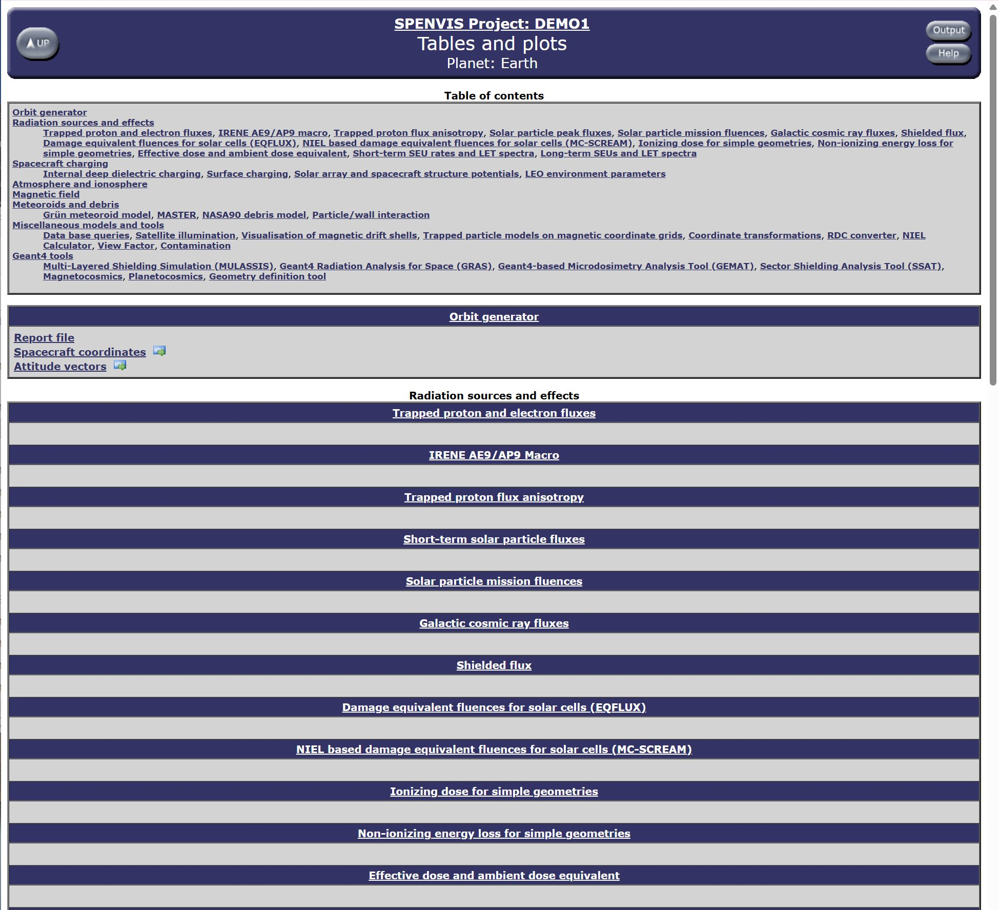 SPENVIS Project: DEMO1
UP
Tables and plots
Output
Help
Planet: Earth
Table of contents
Orbit generator
Radiation sources and effects
Trapped proton and electron fluxes, IRENE AE9/AP9 macro, Trapped proton flux anisotropy, Solar particle peak fluxes, Solar particle mission fluences, Galactic cosmic ray fluxes, Shielded flux,
Damage equivalent fluences for solar cells (EQFLUX), NIEL based damage equivalent fluences for solar cells (MC-SCREAM), Ionizing dose for simple geometries, Non-ionizing energy loss for
simple geometries, Effective dose and ambient dose equivalent, Short-term SEU rates and LET spectra, Long-term SEUs and LET spectra
Spacecraft charging
Internal deep dielectric charging, Surface charging, Solar array and spacecraft structure potentials, LEO environment parameters
Atmosphere and ionosphere
Magnetic field
Meteoroids and debris
Grün meteoroid model, MASTER, NASA90 debris model, Particle/wall interaction
Miscellaneous models and tools
Data base queries, Satellite illumination, Visualisation of magnetic drift shells, Trapped particle models on magnetic coordinate grids, Coordinate transformations, RDC converter, NIEL
Calculator, View Factor, Contamination
Geant4 tools
Multi-Layered Shielding Simulation (MULASSIS), Geant4 Radiation Analysis for Space (GRAS), Geant4-based Microdosimetry Analysis Tool (GEMAT), Sector Shielding Analysis Tool (SSAT),
Magnetocosmics, Planetocosmics, Geometry definition tool
Orbit generator
Report file
Spacecraft coordinates
Attitude vectors
Radiation sources and effects
Trapped proton and electron fluxes
IRENE AE9/AP9 Macro
Trapped proton flux anisotropy
Short-term solar particle fluxes
Solar particle mission fluences
Galactic cosmic ray fluxes
Shielded flux
Damage equivalent fluences for solar cells (EQFLUX)
NIEL based damage equivalent fluences for solar cells (MC-SCREAM)
Ionizing dose for simple geometries
Non-ionizing energy loss for simple geometries
Effective dose and ambient dose equivalent